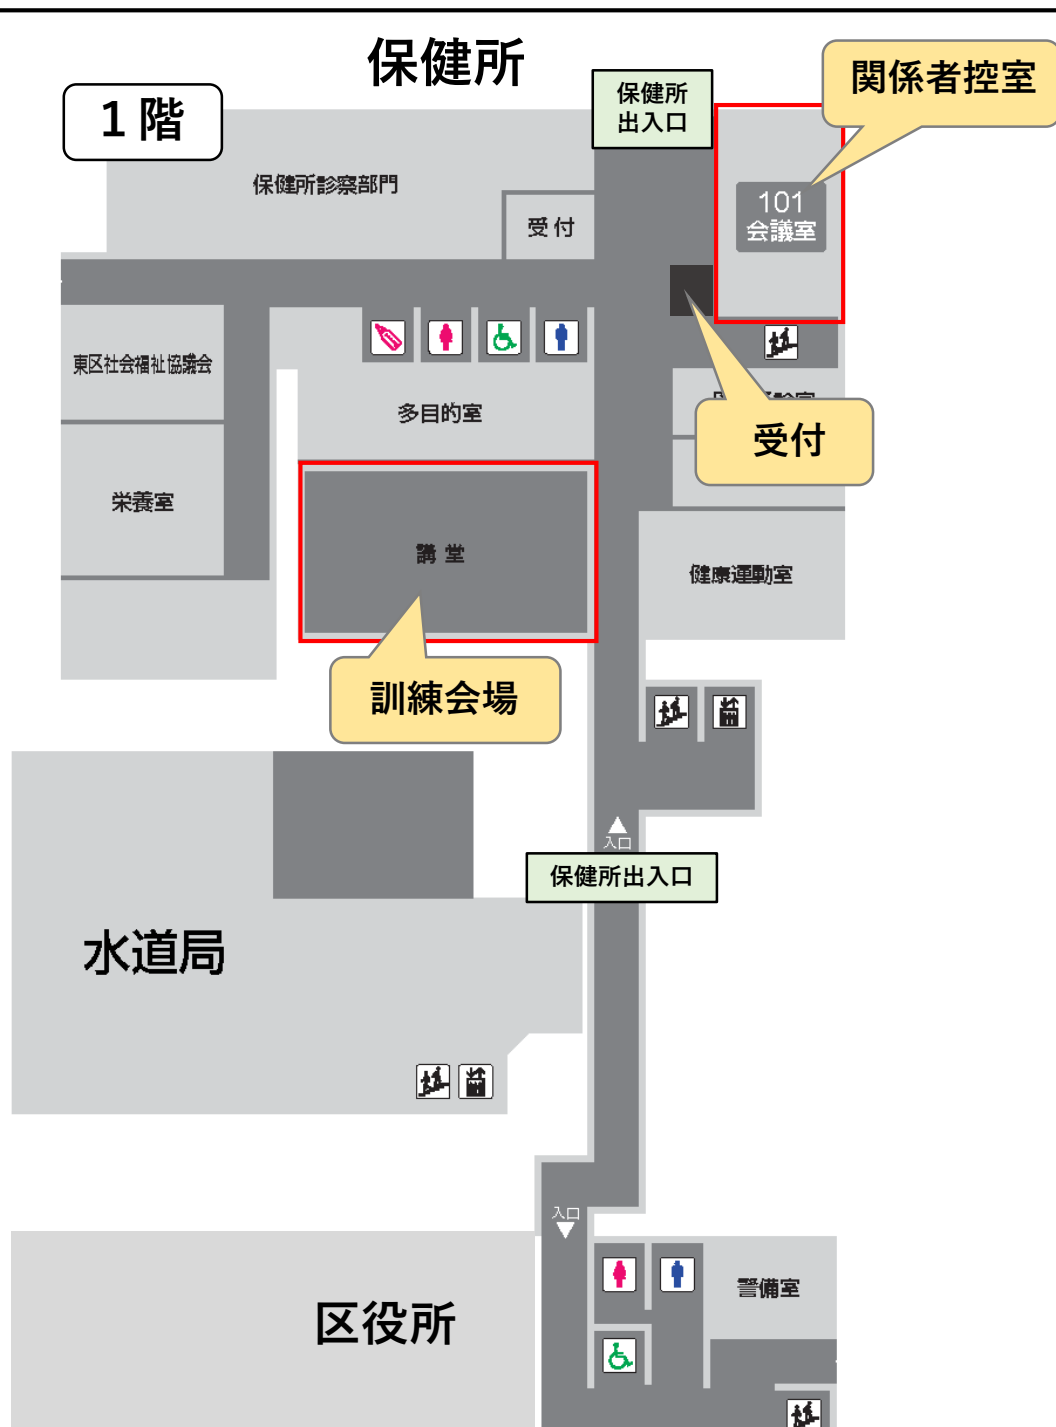 保健所
関係者控室
保健所
出入口
1階
保健所診察部門
101
会議室
受付
東区社会福祉協議会
多目的室
受付
栄養室
講堂
健康運動室
訓練会場
入口
保健所出入口
水道局
入口
警備室
区役所